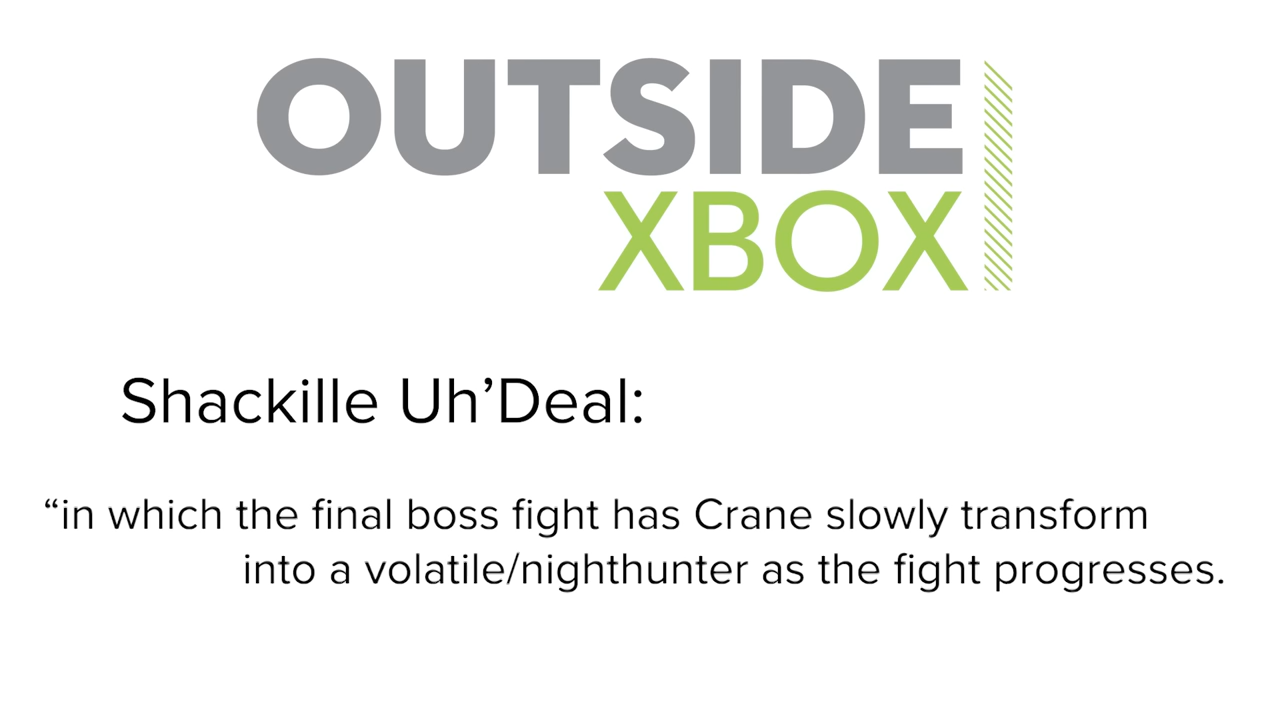 OUTSIDE
XBOX
Shackille Uh’Deal:
“in which the final boss fight has Crane slowly transform
into a volatile/nighthunter as the fight progresses.